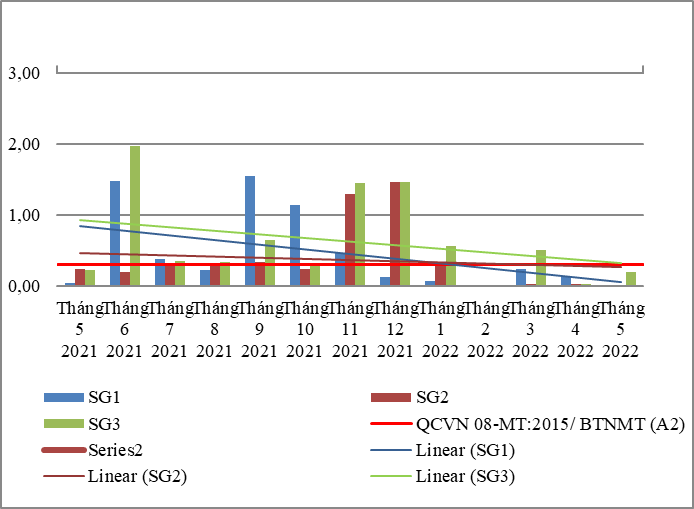 3,00
2,00
1,00
0,00
Tháng Tháng Tháng Tháng Tháng Tháng Tháng Tháng Tháng Tháng Tháng Tháng Tháng
5 6 7 8 9 10 11 12 1 2 3 4 5
2021 2021 2021 2021 2021 2021 2021 2021 2022 2022 2022 2022 2022
SG1 SG2
SG3 QCVN 08-MT:2015/ BTNMT (A2)
Series2 Linear (SG1)
Linear (SG2) Linear (SG3)